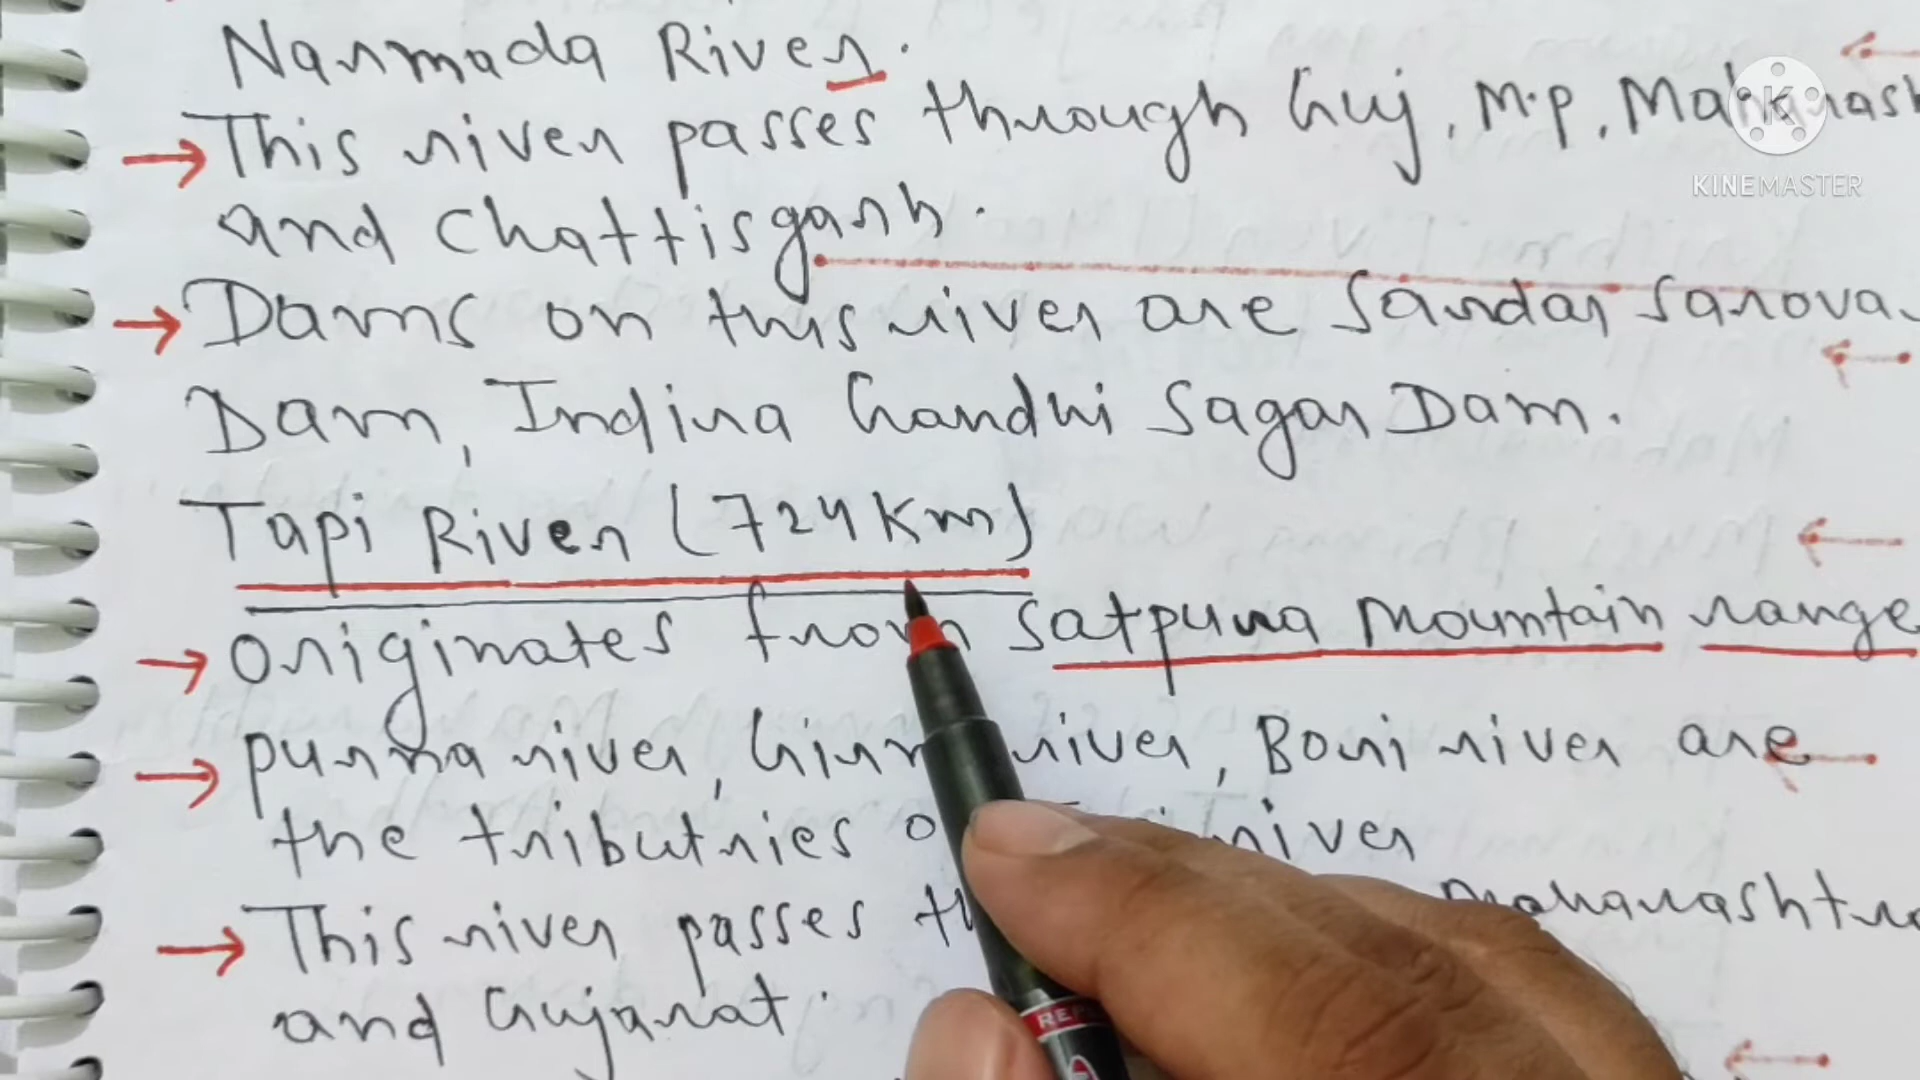 Narmada River.
This river passes through Guj, M.P, Maharash
and Chattisgarh.
Dams on this river are Sardar Sarova
Dam, Indira Gandhi Sagar Dam.
Tapi River (724 Km)
Originates from Satpura Mountain range
Purna river, Girna river, Bori river are
the tributries river
This river passes Maharashtra
and Gujarat.
KINEMASTER